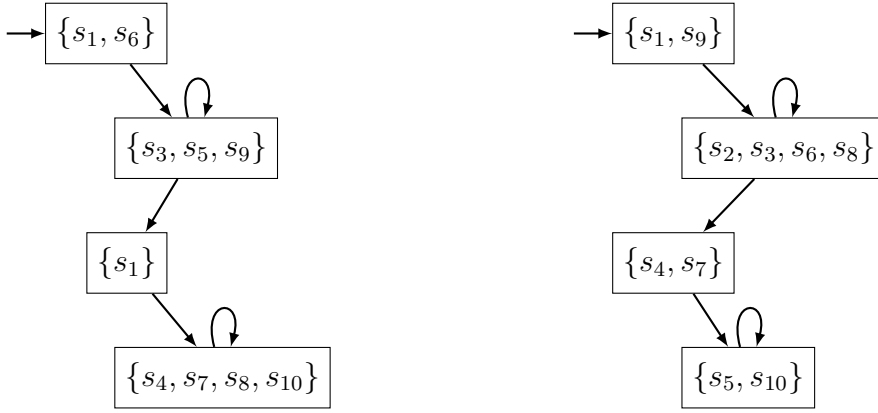 {s₁, s₆}
{s₃, s₅, s₉}
{s₁}
{s₄, s₇, s₈, s₁₀}
{s₁, s₉}
{s₂, s₃, s₆, s₈}
{s₄, s₇}
{s₅, s₁₀}